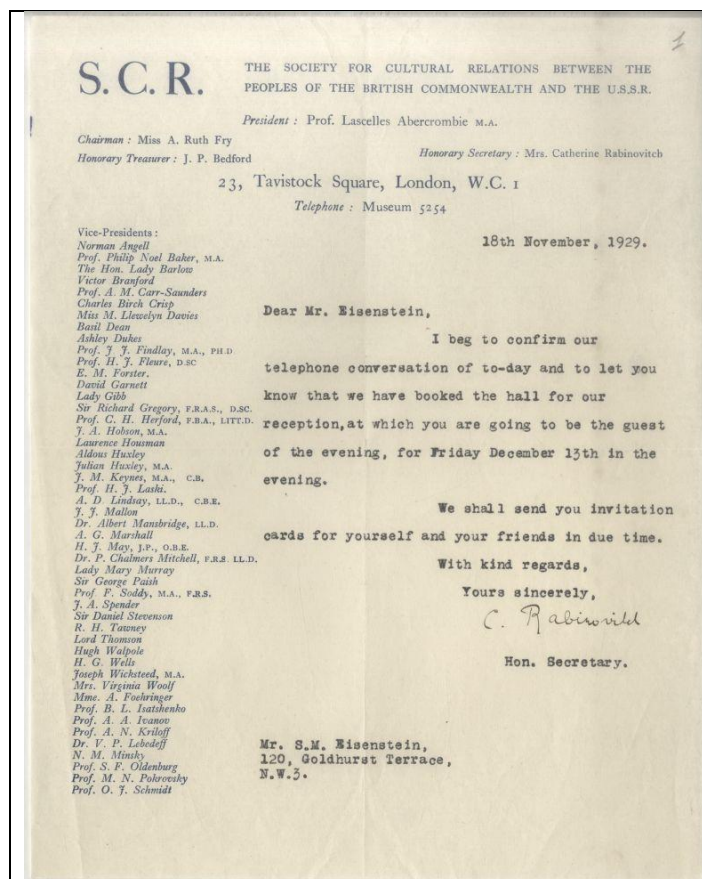 1
S.C.R.
THE SOCIETY FOR CULTURAL RELATIONS BETWEEN THE
PEOPLES OF THE BRITISH COMMONWEALTH AND THE U.S.S.R.
President : Prof. Lascelles Abercrombie M.A.
Chairman : Miss A. Ruth Fry
Honorary Treasurer : J. P. Bedford
Honorary Secretary : Mrs. Catherine Rabinovitch
23, Tavistock Square, London, W.C. 1
Telephone : Museum 5254
Vice-Presidents :
Norman Angell
Prof. Philip Noel Baker, M.A.
The Hon. Lady Barlow
Victor Branford
Prof. A. M. Carr-Saunders
Charles Birch Crisp
Miss M. Llewelyn Davies
Basil Dean
Ashley Dukes
Prof. J. J. Findlay, M.A., PH.D
Prof. H. J. Fleure, D.SC
E. M. Forster.
David Garnett
Lady Gibb
Sir Richard Gregory, F.R.A.S., D.SC.
Prof. C. H. Herford, F.B.A., LITT.D.
J. A. Hobson, M.A.
Laurence Housman
Aldous Huxley
Julian Huxley, M.A.
J. M. Keynes, M.A., C.B.
Prof. H. J. Laski.
A. D. Lindsay, LL.D., C.B.E.
J. J. Mallon
Dr. Albert Mansbridge, LL.D.
A. G. Marshall
H. J. May, J.P., O.B.E.
Dr. P. Chalmers Mitchell, F.R.S. LL.D.
Lady Mary Murray
Sir George Paish
Prof. F. Soddy, M.A., F.R.S.
J. A. Spender
Sir Daniel Stevenson
R. H. Tawney
Lord Thomson
Hugh Walpole
H. G. Wells
Joseph Wicksteed, M.A.
Mrs. Virginia Woolf
Mme. A. Foehringer
Prof. B. L. Isatshenko
Prof. A. A. Ivanov
Prof. A. N. Kriloff
Dr. V. P. Lebedeff
N. M. Minsky
Prof. S. F. Oldenburg
Prof. M. N. Pokrovsky
Prof. O. J. Schmidt
18th November, 1929.
Dear Mr. Eisenstein,
I beg to confirm our
telephone conversation of to-day and to let you
know that we have booked the hall for our
reception,at which you are going to be the guest
of the evening, for Friday December 13th in the
evening.
We shall send you invitation
cards for yourself and your friends in due time.
With kind regards,
Yours sincerely,
C. Rabinovitch
Hon. Secretary.
Mr. S.M. Eisenstein,
120, Goldhurst Terrace,
N.W.3.